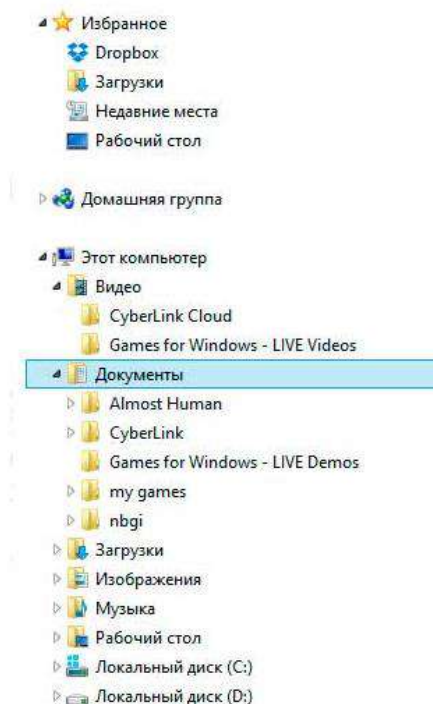 Избранное
Dropbox
Загрузки
Недавние места
Рабочий стол
Домашняя группа
Этот компьютер
Видео
CyberLink Cloud
Games for Windows - LIVE Videos
Документы
Almost Human
CyberLink
Games for Windows - LIVE Demos
my games
nbgi
Загрузки
Изображения
Музыка
Рабочий стол
Локальный диск (C:)
Локальный диск (D:)